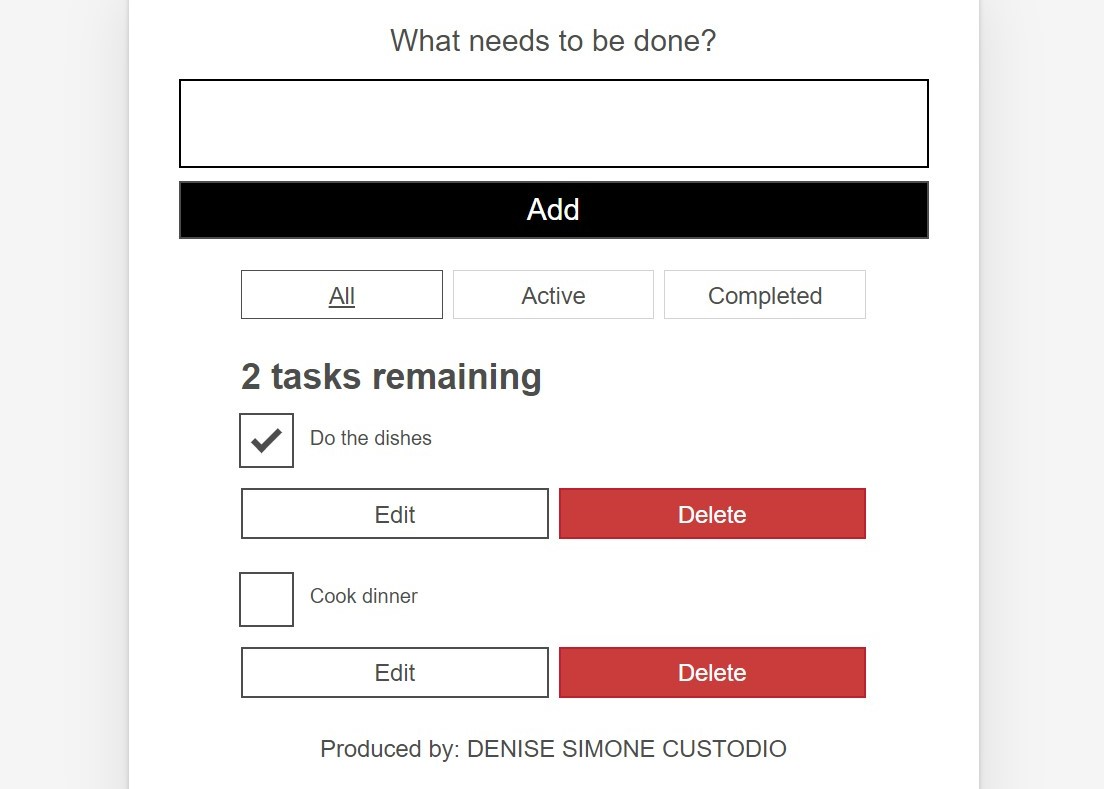 What needs to be done?
Add
All Active Completed
2 tasks remaining
Do the dishes
Edit Delete
Cook dinner
Edit Delete
Produced by: DENISE SIMONE CUSTODIO